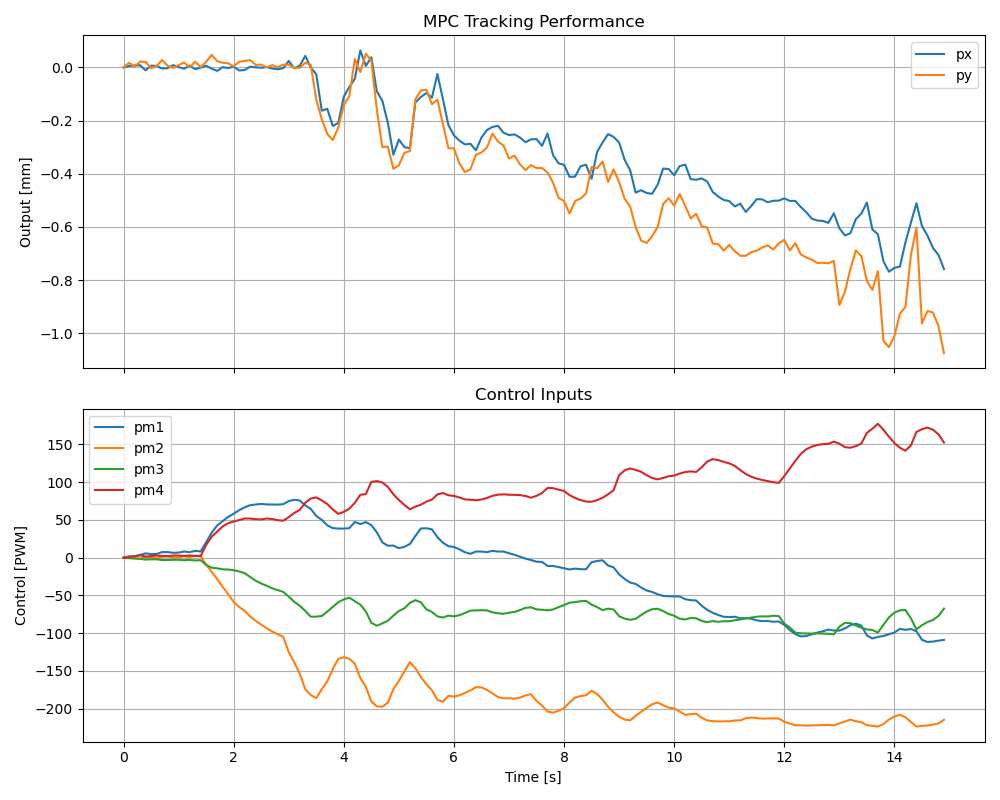 MPC Tracking Performance
Output [mm]
0.0
−0.2
−0.4
−0.6
−0.8
−1.0
px
py
Control Inputs
Control [PWM]
150
100
50
0
−50
−100
−150
−200
pm1
pm2
pm3
pm4
0 2 4 6 8 10 12 14
Time [s]